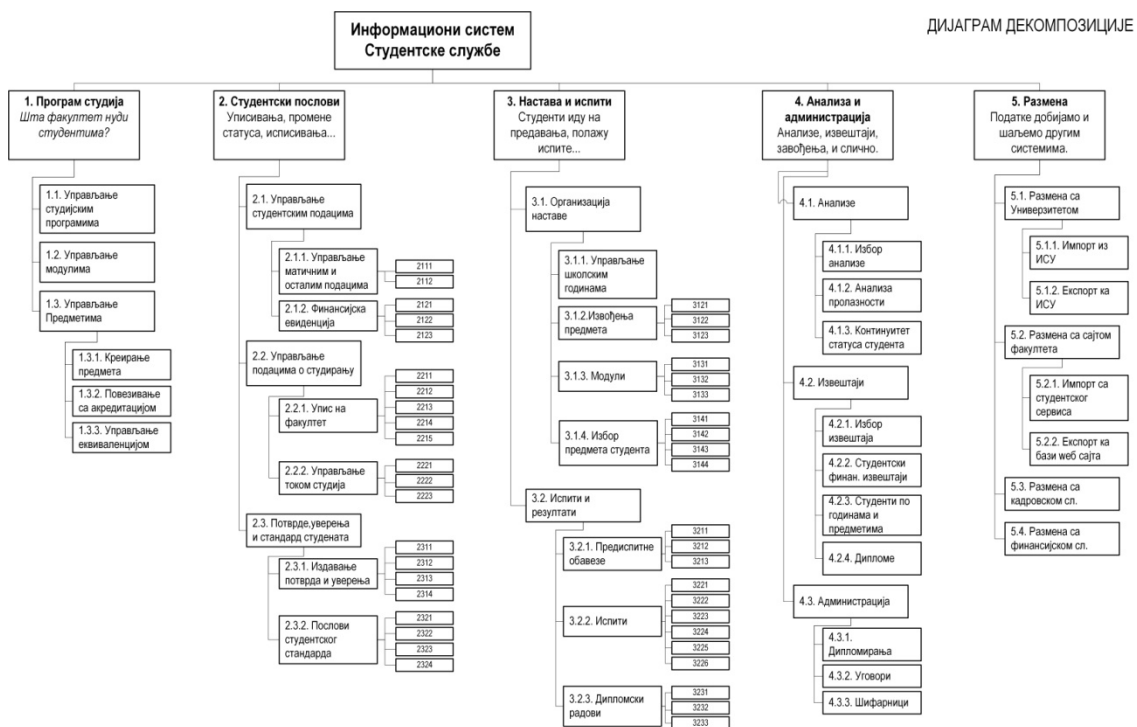 ДИЈАГРАМ ДЕКОМПОЗИЦИЈЕ
Информациони систем
Студентске службе
1. Програм студија
Шта факултет нуди
студентима?
1.1. Управљање
студијским
програмима
1.2. Управљање
модулима
1.3. Управљање
Предметима
1.3.1. Креирање
предмета
1.3.2. Повезивање
са акредитацијом
1.3.3. Управљање
еквиваленцијом
2. Студентски послови
Уписивања, промене
статуса, исписивања...
2.1. Управљање
студентским подацима
2.1.1. Управљање
матичним и
осталим подацима
2111
2112
2.1.2. Финансијска
евиденција
2121
2122
2123
2.2. Управљање
подацима о студирању
2.2.1. Упис на
факултет
2211
2212
2213
2214
2215
2.2.2. Управљање
током студија
2221
2222
2223
2.3. Потврде,уверења
и стандард студената
2.3.1. Издавање
потврда и уверења
2311
2312
2313
2314
2.3.2. Послови
студентског
стандарда
2321
2322
2323
2324
3. Настава и испити
Студенти иду на
предавања, полажу
испите...
3.1. Организација
наставе
3.1.1. Управљање
школским
годинама
3.1.2.Извођења
предмета
3121
3122
3123
3.1.3. Модули
3131
3132
3133
3.1.4. Избор
предмета студента
3141
3142
3143
3144
3.2. Испити и
резултати
3.2.1. Предиспитне
обавезе
3211
3212
3213
3.2.2. Испити
3221
3222
3223
3224
3225
3226
3.2.3. Дипломски
радови
3231
3232
3233
4. Анализа и
администрација
Анализе, извештаји,
завођења, и слично.
4.1. Анализе
4.1.1. Избор
анализе
4.1.2. Анализа
пролазности
4.1.3. Континуитет
статуса студента
4.2. Извештаји
4.2.1. Избор
извештаја
4.2.2. Студентски
финан. извештаји
4.2.3. Студенти по
годинама и
предметима
4.2.4. Дипломе
4.3. Администрација
4.3.1.
Дипломирања
4.3.2. Уговори
4.3.3. Шифарници
5. Размена
Податке добијамо и
шаљемо другим
системима.
5.1. Размена са
Универзитетом
5.1.1. Импорт из
ИСУ
5.1.2. Експорт ка
ИСУ
5.2. Размена са сајтом
факултета
5.2.1. Импорт са
студентског
сервиса
5.2.2. Експорт ка
бази wеб сајта
5.3. Размена са
кадровском сл.
5.4. Размена са
финансијском сл.